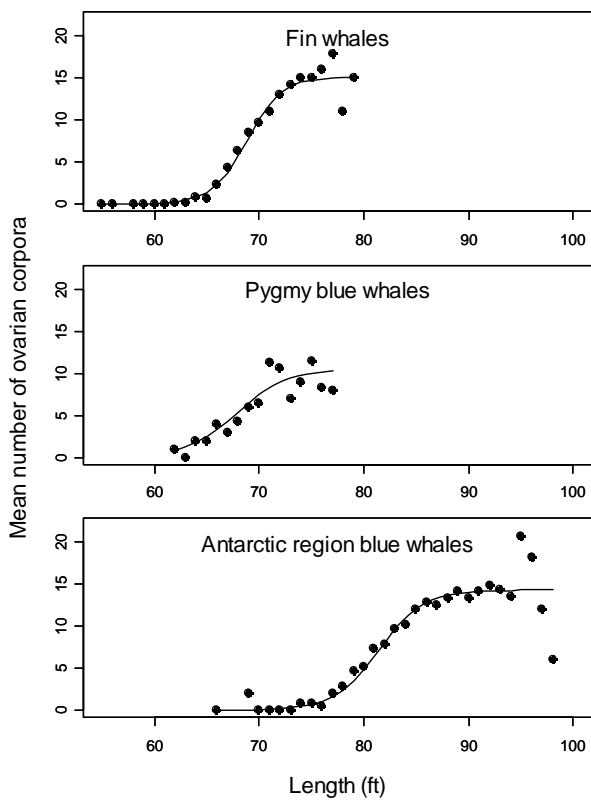 Fin whales
20
15
10
5
0
60 70 80 90 100
Pygmy blue whales
20
15
10
5
0
60 70 80 90 100
Antarctic region blue whales
20
15
10
5
0
60 70 80 90 100
Mean number of ovarian corpora
Length (ft)